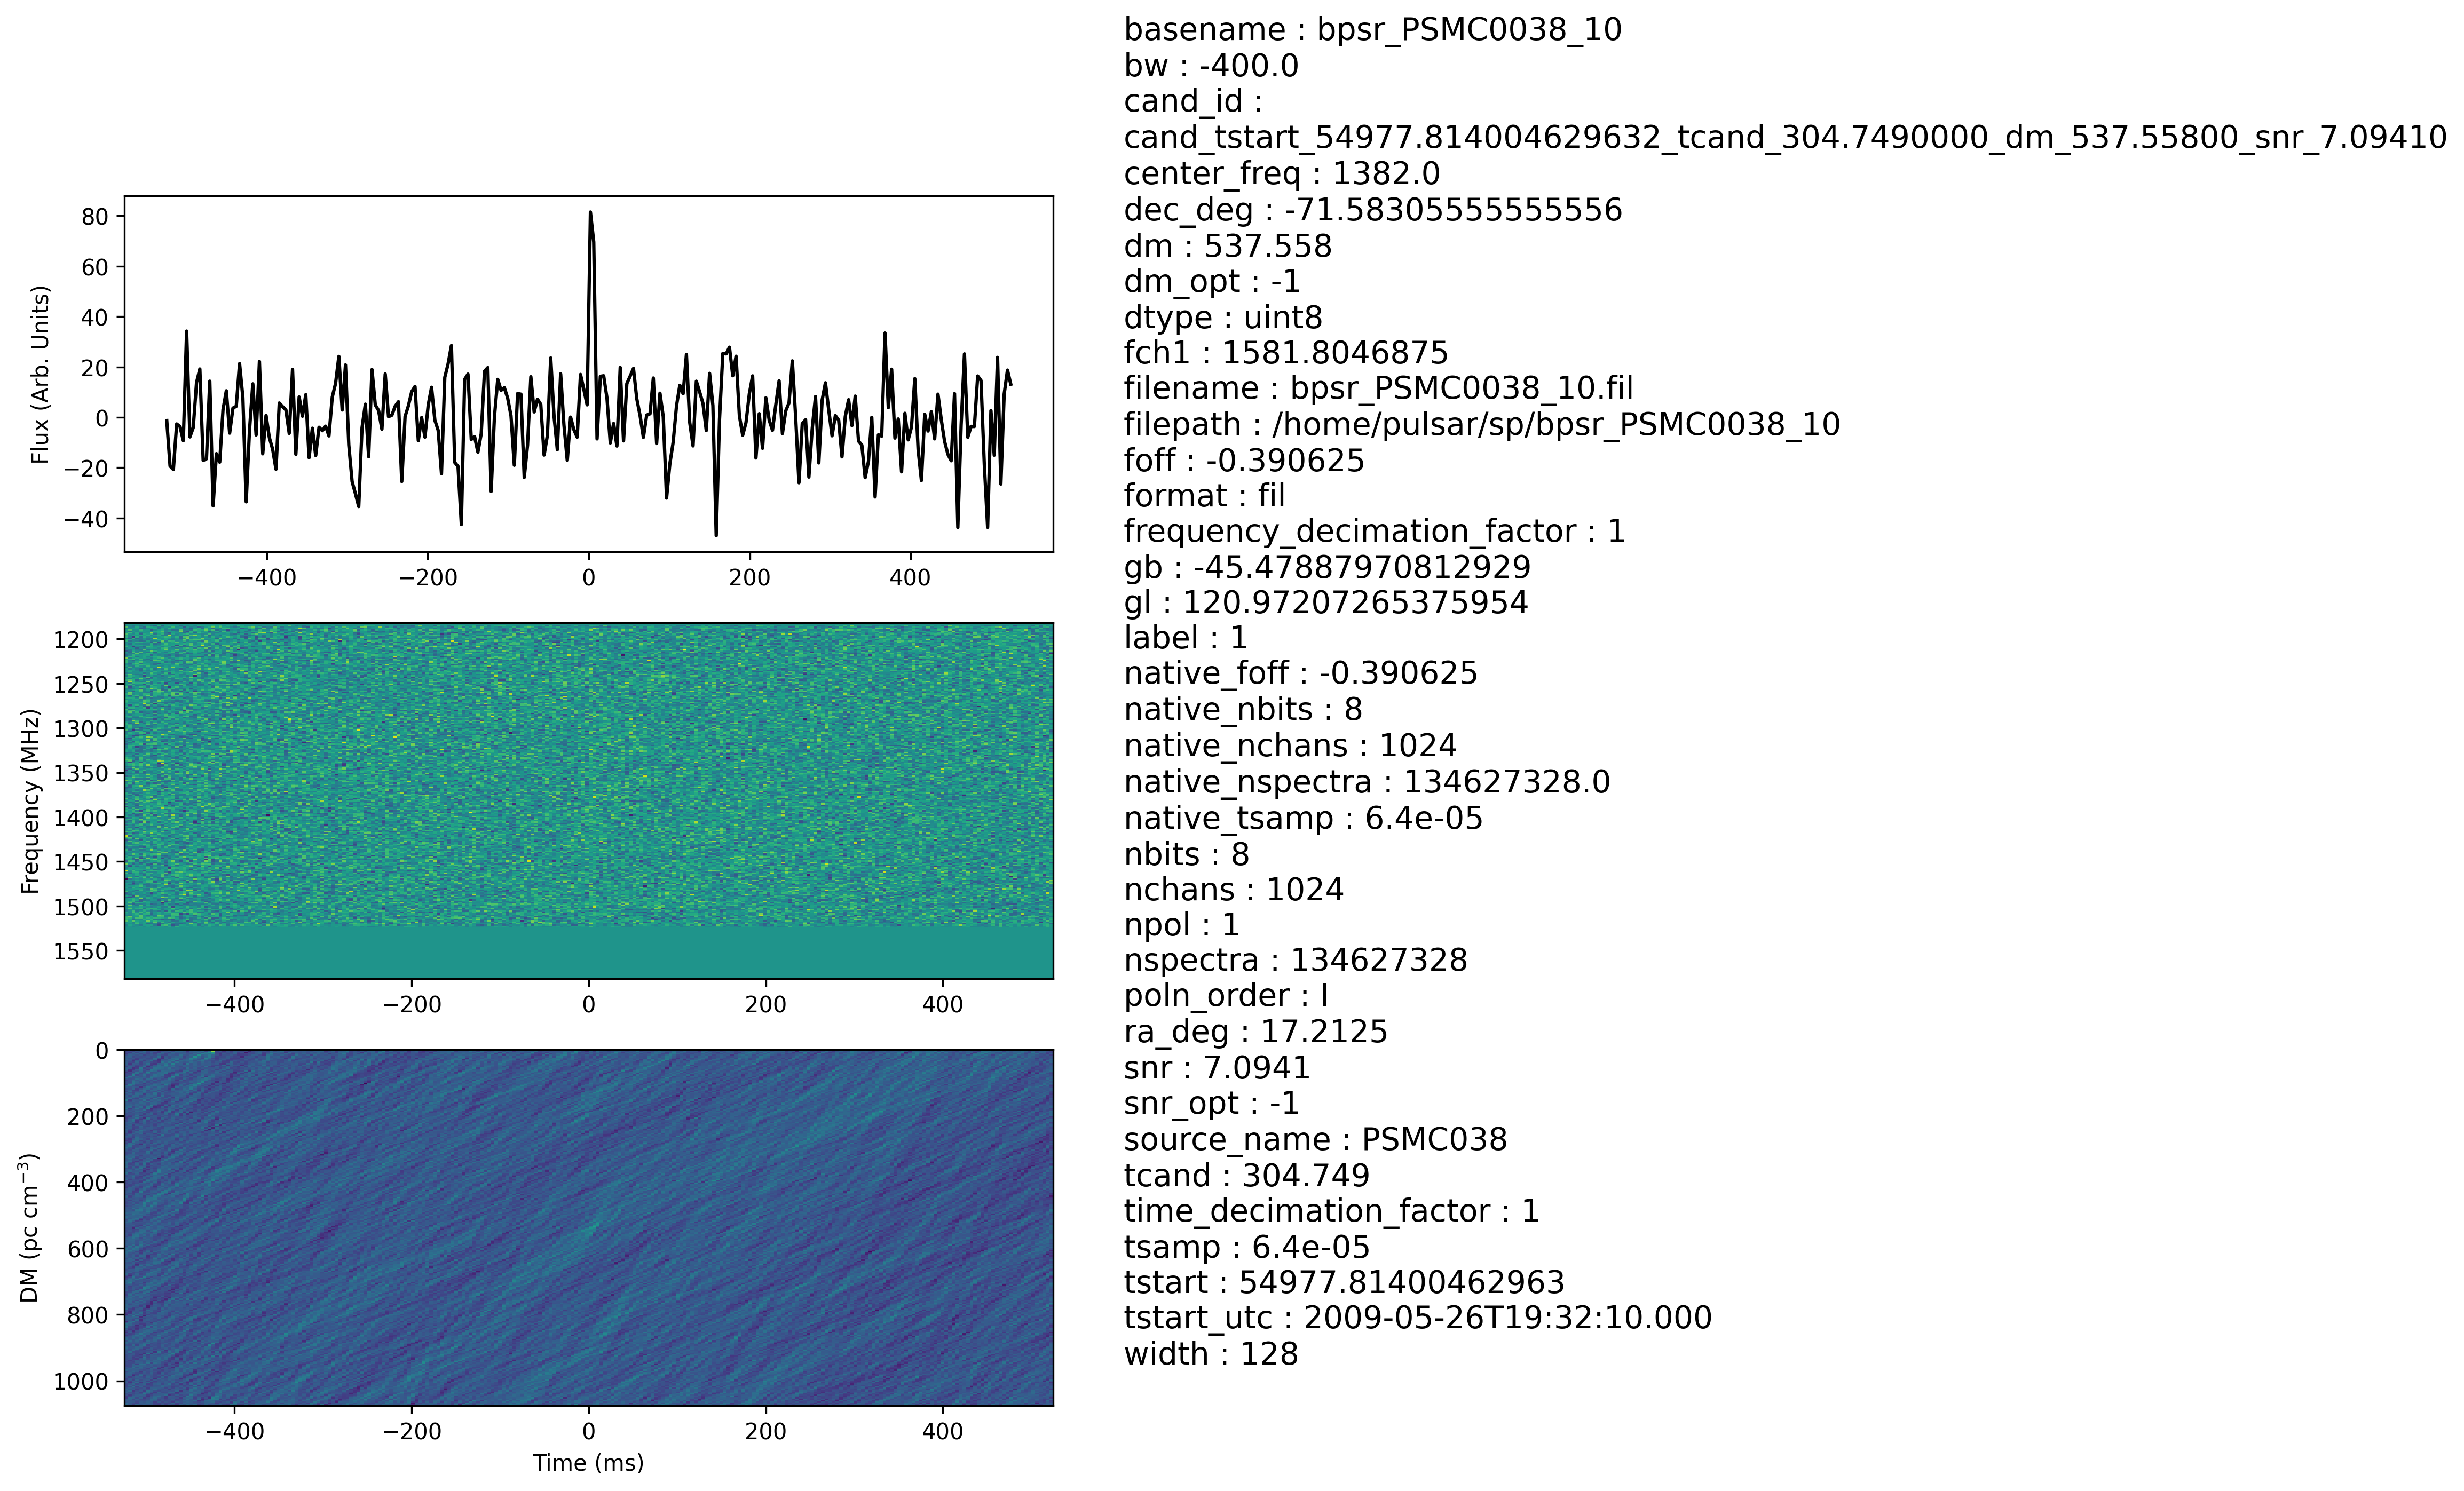 basename : bpsr_PSMC0038_10
bw : -400.0
cand_id :
cand_tstart_54977.814004629632_tcand_304.7490000_dm_537.55800_snr_7.09410
center_freq : 1382.0
dec_deg : -71.58305555555556
dm : 537.558
dm_opt : -1
dtype : uint8
fch1 : 1581.8046875
filename : bpsr_PSMC0038_10.fil
filepath : /home/pulsar/sp/bpsr_PSMC0038_10
foff : -0.390625
format : fil
frequency_decimation_factor : 1
gb : -45.47887970812929
gl : 120.97207265375954
label : 1
native_foff : -0.390625
native_nbits : 8
native_nchans : 1024
native_nspectra : 134627328.0
native_tsamp : 6.4e-05
nbits : 8
nchans : 1024
npol : 1
nspectra : 134627328
poln_order : I
ra_deg : 17.2125
snr : 7.0941
snr_opt : -1
source_name : PSMC038
tcand : 304.749
time_decimation_factor : 1
tsamp : 6.4e-05
tstart : 54977.81400462963
tstart_utc : 2009-05-26T19:32:10.000
width : 128
Flux (Arb. Units)
80
60
40
20
0
−20
−40
−400 −200 0 200 400
Frequency (MHz)
1200
1250
1300
1350
1400
1450
1500
1550
−400 −200 0 200 400
DM (pc cm⁻³)
0
200
400
600
800
1000
−400 −200 0 200 400
Time (ms)